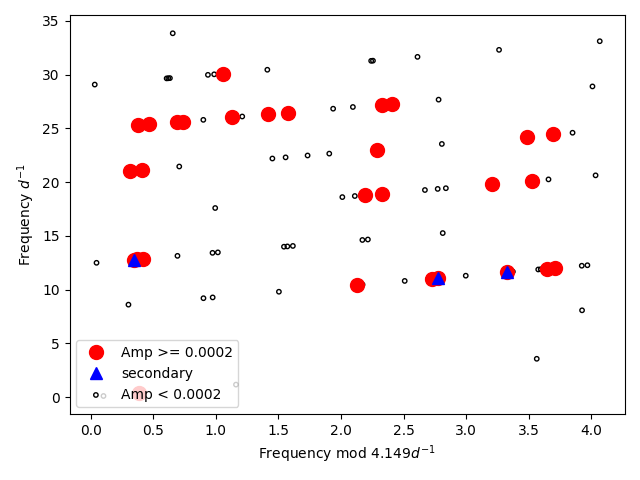 35
30
25
20
15
10
5
0
Frequency d⁻¹
Amp >= 0.0002
secondary
Amp < 0.0002
0.0 0.5 1.0 1.5 2.0 2.5 3.0 3.5 4.0
Frequency mod 4.149d⁻¹